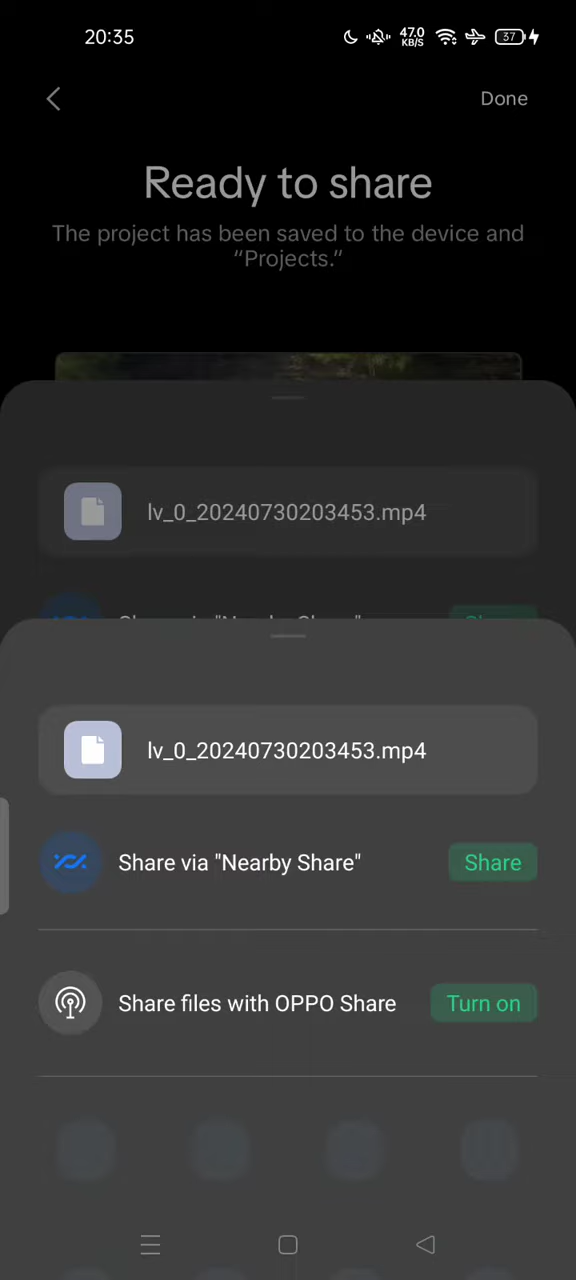 20:35
47.0
KB/S
37
Done
Ready to share
The project has been saved to the device and
“Projects.”
lv_0_20240730203453.mp4
lv_0_20240730203453.mp4
Share via "Nearby Share"
Share
Share files with OPPO Share
Turn on